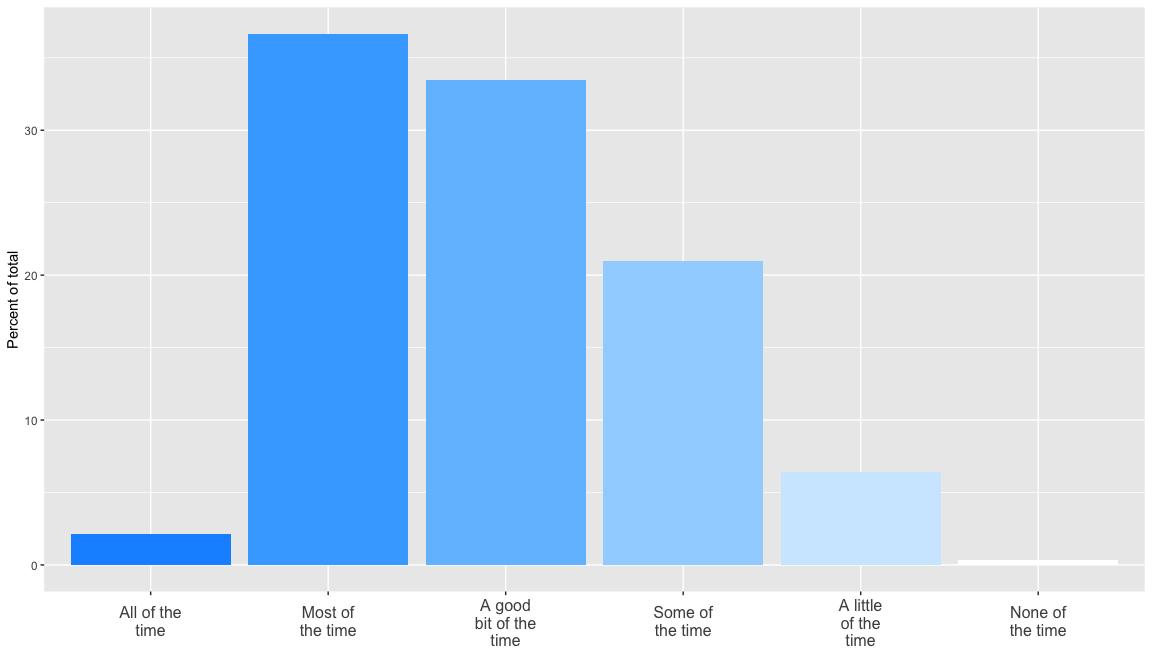 Percent of total
30
20
10
0
All of the
time
Most of
the time
A good
bit of the
time
Some of
the time
A little
of the
time
None of
the time